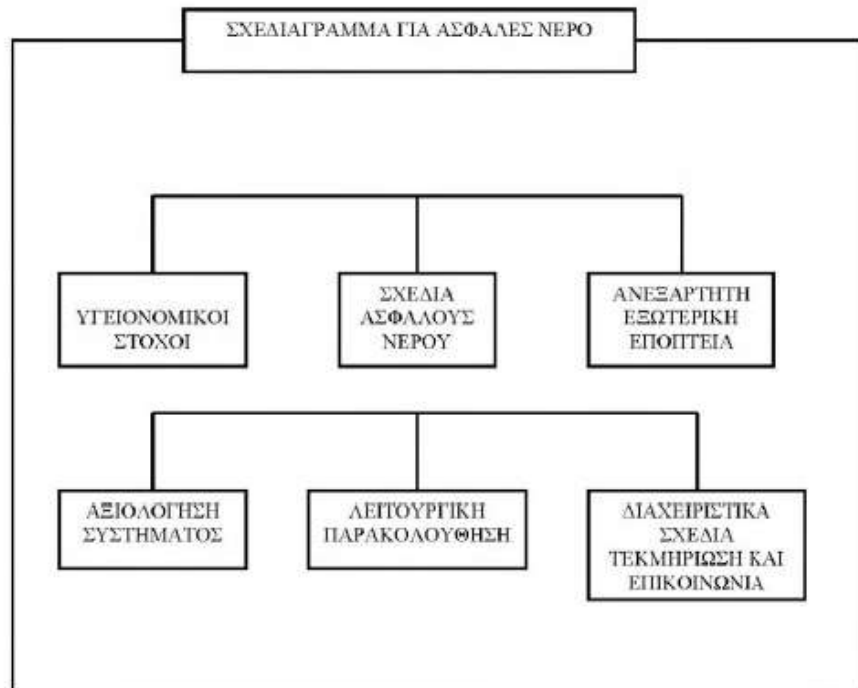 ΣΧΕΔΙΑΓΡΑΜΜΑ ΓΙΑ ΑΣΦΑΛΕΣ ΝΕΡΟ
ΥΓΕΙΟΝΟΜΙΚΟΙ
ΣΤΟΧΟΙ
ΣΧΕΔΙΑ
ΑΣΦΑΛΟΥΣ
ΝΕΡΟΥ
ΑΝΕΞΑΡΤΗΤΗ
ΕΞΩΤΕΡΙΚΗ
ΕΠΟΠΤΕΙΑ
ΑΞΙΟΛΟΓΗΣΗ
ΣΥΣΤΗΜΑΤΟΣ
ΛΕΙΤΟΥΡΓΙΚΗ
ΠΑΡΑΚΟΛΟΥΘΗΣΗ
ΔΙΑΧΕΙΡΙΣΤΙΚΑ
ΣΧΕΔΙΑ
ΤΕΚΜΗΡΙΩΣΗ ΚΑΙ
ΕΠΙΚΟΙΝΩΝΙΑ